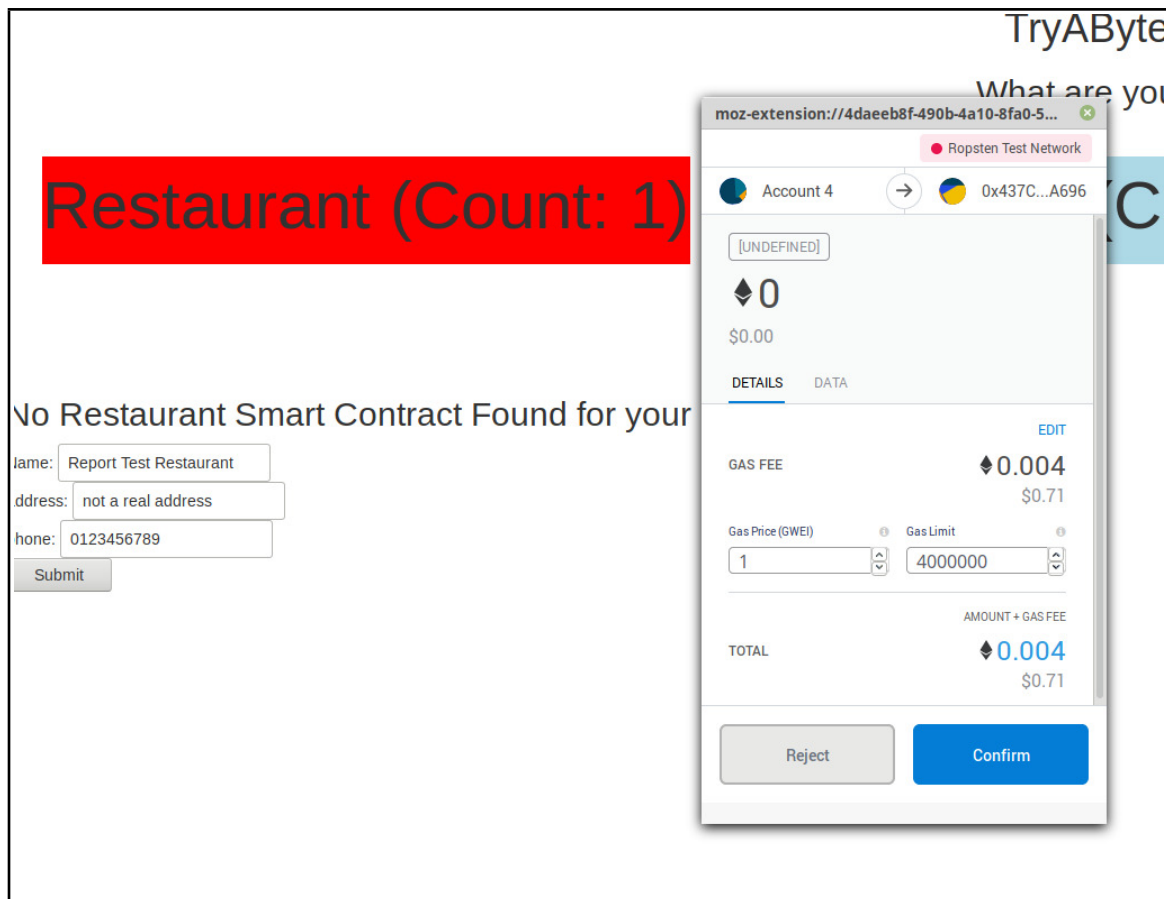 TryAByte
What are you
Restaurant (Count: 1)
(C
No Restaurant Smart Contract Found for your
Name: Report Test Restaurant
ddress: not a real address
hone: 0123456789
Submit
moz-extension://4daeeb8f-490b-4a10-8fa0-5...
Ropsten Test Network
Account 4
0x437C...A696
[UNDEFINED]
0
$0.00
DETAILS DATA
EDIT
GAS FEE 0.004
$0.71
Gas Price (GWEI) Gas Limit
1 4000000
AMOUNT + GAS FEE
TOTAL 0.004
$0.71
Reject Confirm